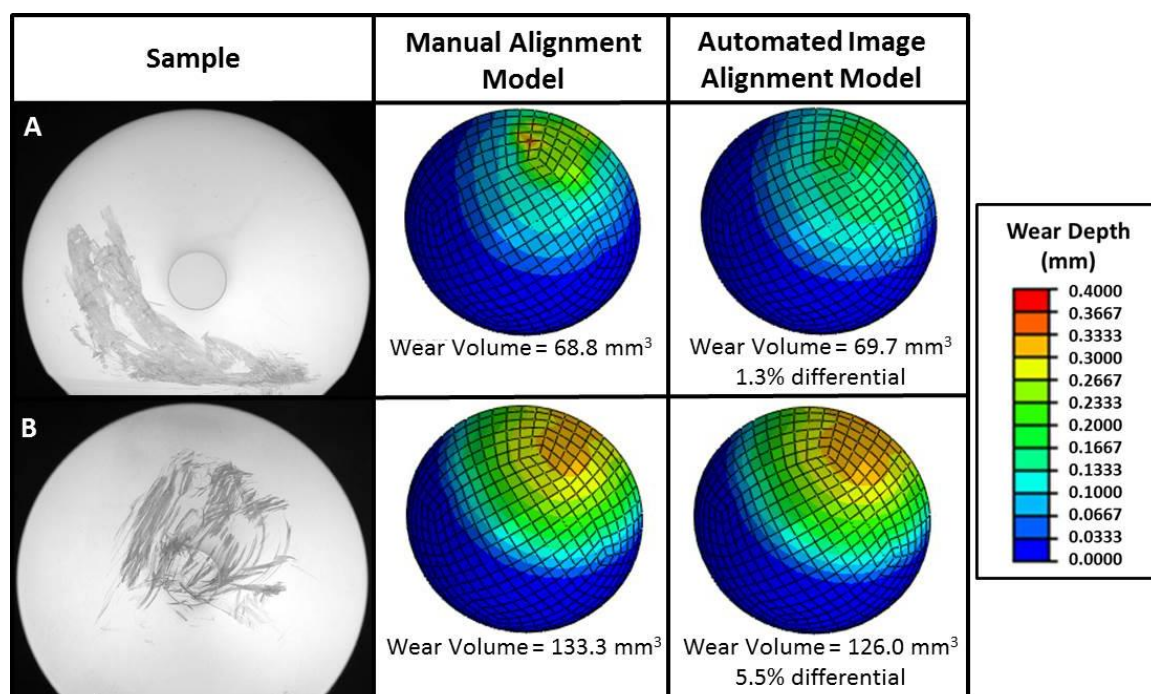 Sample
Manual Alignment
Model
Automated Image
Alignment Model
A
Wear Volume = 68.8 mm³
Wear Volume = 69.7 mm³
1.3% differential
B
Wear Volume = 133.3 mm³
Wear Volume = 126.0 mm³
5.5% differential
Wear Depth
(mm)
0.4000
0.3667
0.3333
0.3000
0.2667
0.2333
0.2000
0.1667
0.1333
0.1000
0.0667
0.0333
0.0000